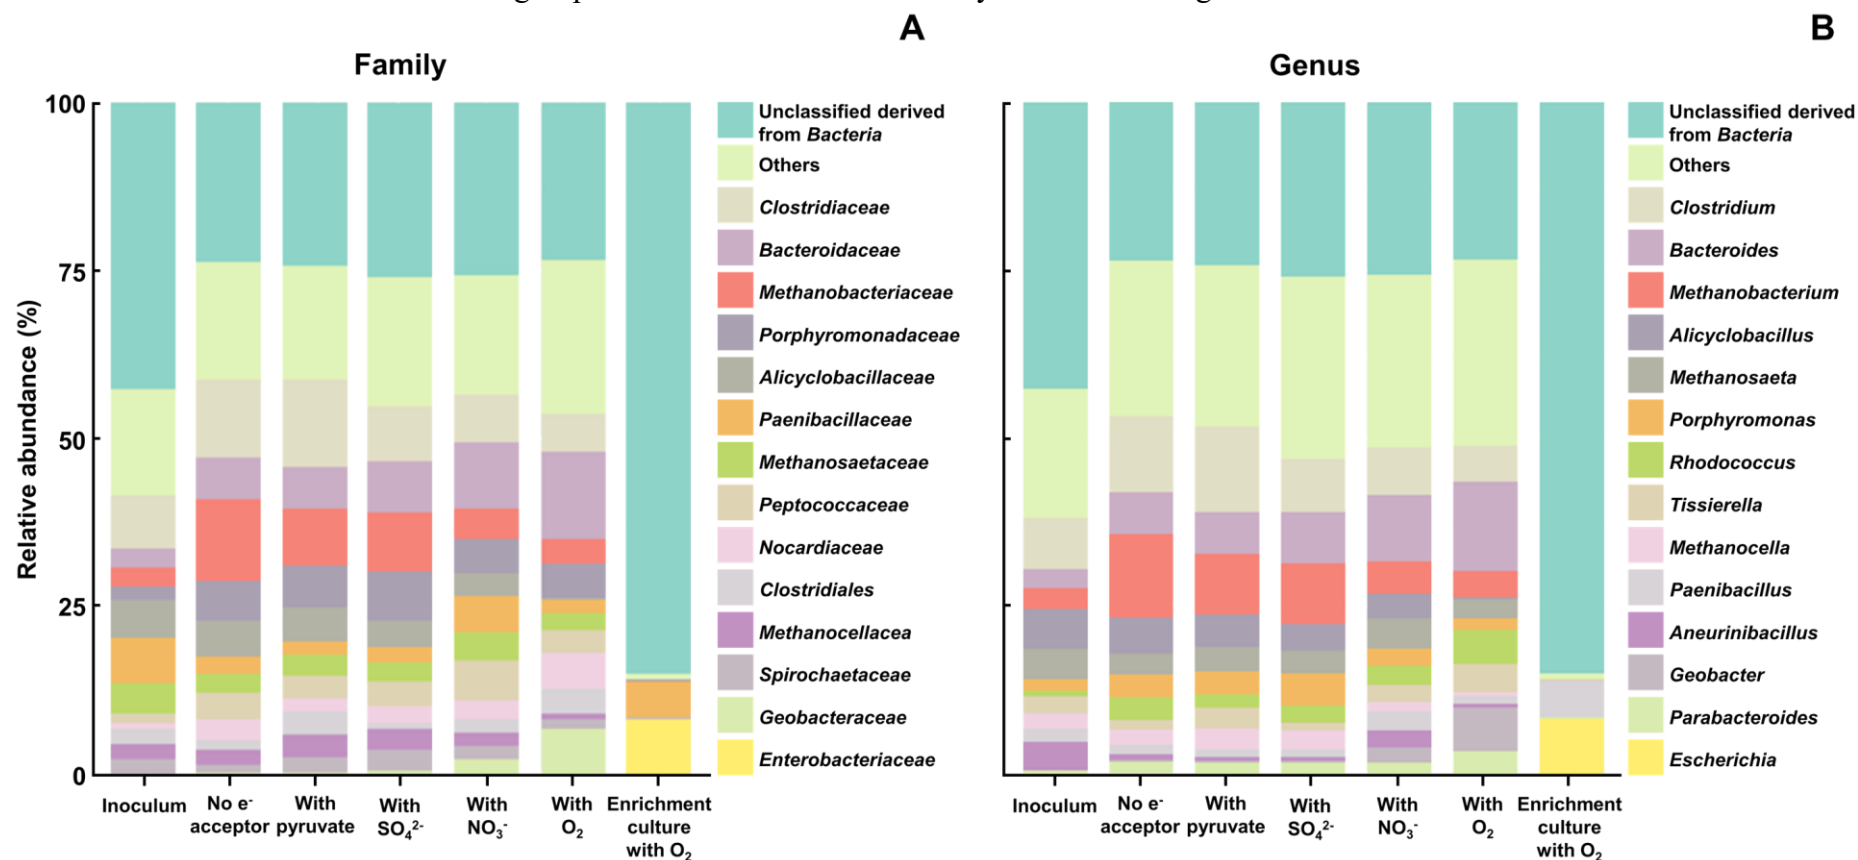 A
Family
100
75
50
25
0
Relative abundance (%)
Inoculum
No e⁻
acceptor
With
pyruvate
With
SO₄²⁻
With
NO₃⁻
With
O₂
Enrichment
culture
with O₂
Unclassified derived
from Bacteria
Others
Clostridiaceae
Bacteroidaceae
Methanobacteriaceae
Porphyromonadaceae
Alicyclobacillaceae
Paenibacillaceae
Methanosaetaceae
Peptococcaceae
Nocardiaceae
Clostridiales
Methanocellacea
Spirochaetaceae
Geobacteraceae
Enterobacteriaceae
B
Genus
Inoculum
No e⁻
acceptor
With
pyruvate
With
SO₄²⁻
With
NO₃⁻
With
O₂
Enrichment
culture
with O₂
Unclassified derived
from Bacteria
Others
Clostridium
Bacteroides
Methanobacterium
Alicyclobacillus
Methanosaeta
Porphyromonas
Rhodococcus
Tissierella
Methanocella
Paenibacillus
Aneurinibacillus
Geobacter
Parabacteroides
Escherichia